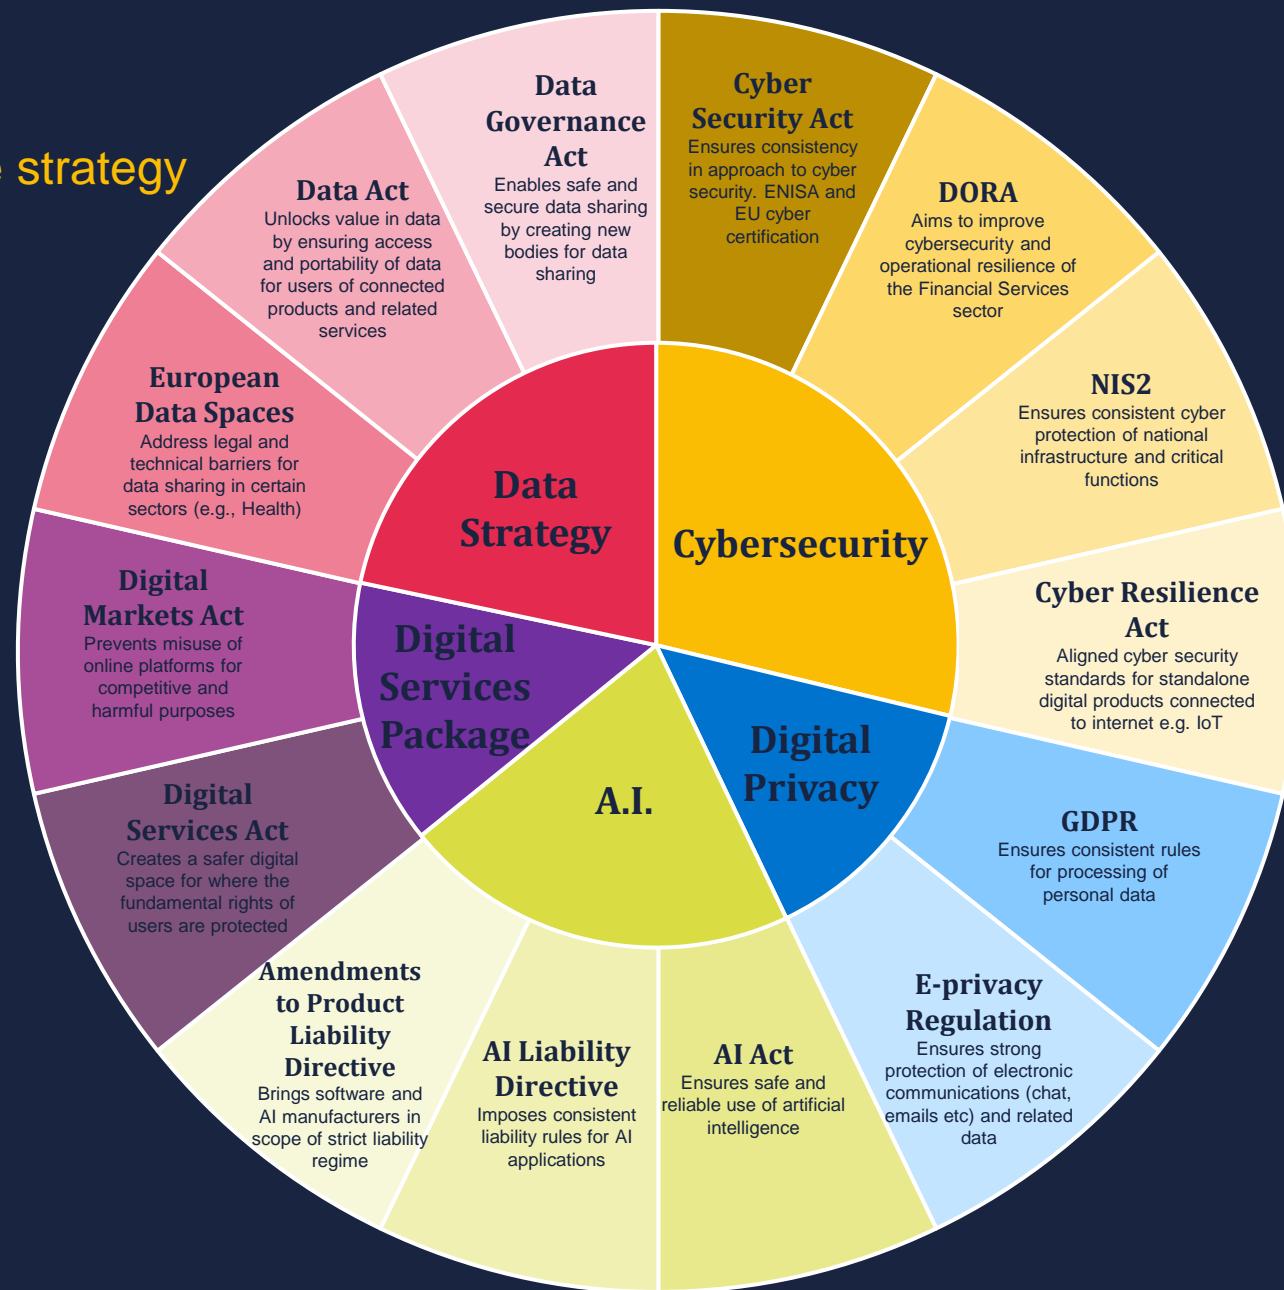 e strategy
Data
Governance
Act
Enables safe and
secure data sharing
by creating new
bodies for data
sharing
Cyber
Security Act
Ensures consistency
in approach to cyber
security. ENISA and
EU cyber
certification
Data Act
Unlocks value in data
by ensuring access
and portability of data
for users of connected
products and related
services
DORA
Aims to improve
cybersecurity and
operational resilience of
the Financial Services
sector
European
Data Spaces
Address legal and
technical barriers for
data sharing in certain
sectors (e.g., Health)
NIS2
Ensures consistent cyber
protection of national
infrastructure and critical
functions
Data
Strategy
Cybersecurity
Digital
Markets Act
Prevents misuse of
online platforms for
competitive and
harmful purposes
Digital
Services
Package
Cyber Resilience
Act
Aligned cyber security
standards for standalone
digital products connected
to internet e.g. IoT
Digital
Privacy
A.I.
Digital
Services Act
Creates a safer digital
space for where the
fundamental rights of
users are protected
GDPR
Ensures consistent rules
for processing of
personal data
Amendments
to Product
Liability
Directive
Brings software and
AI manufacturers in
scope of strict liability
regime
AI Liability
Directive
Imposes consistent
liability rules for AI
applications
AI Act
Ensures safe and
reliable use of artificial
intelligence
E-privacy
Regulation
Ensures strong
protection of electronic
communications (chat,
emails etc) and related
data